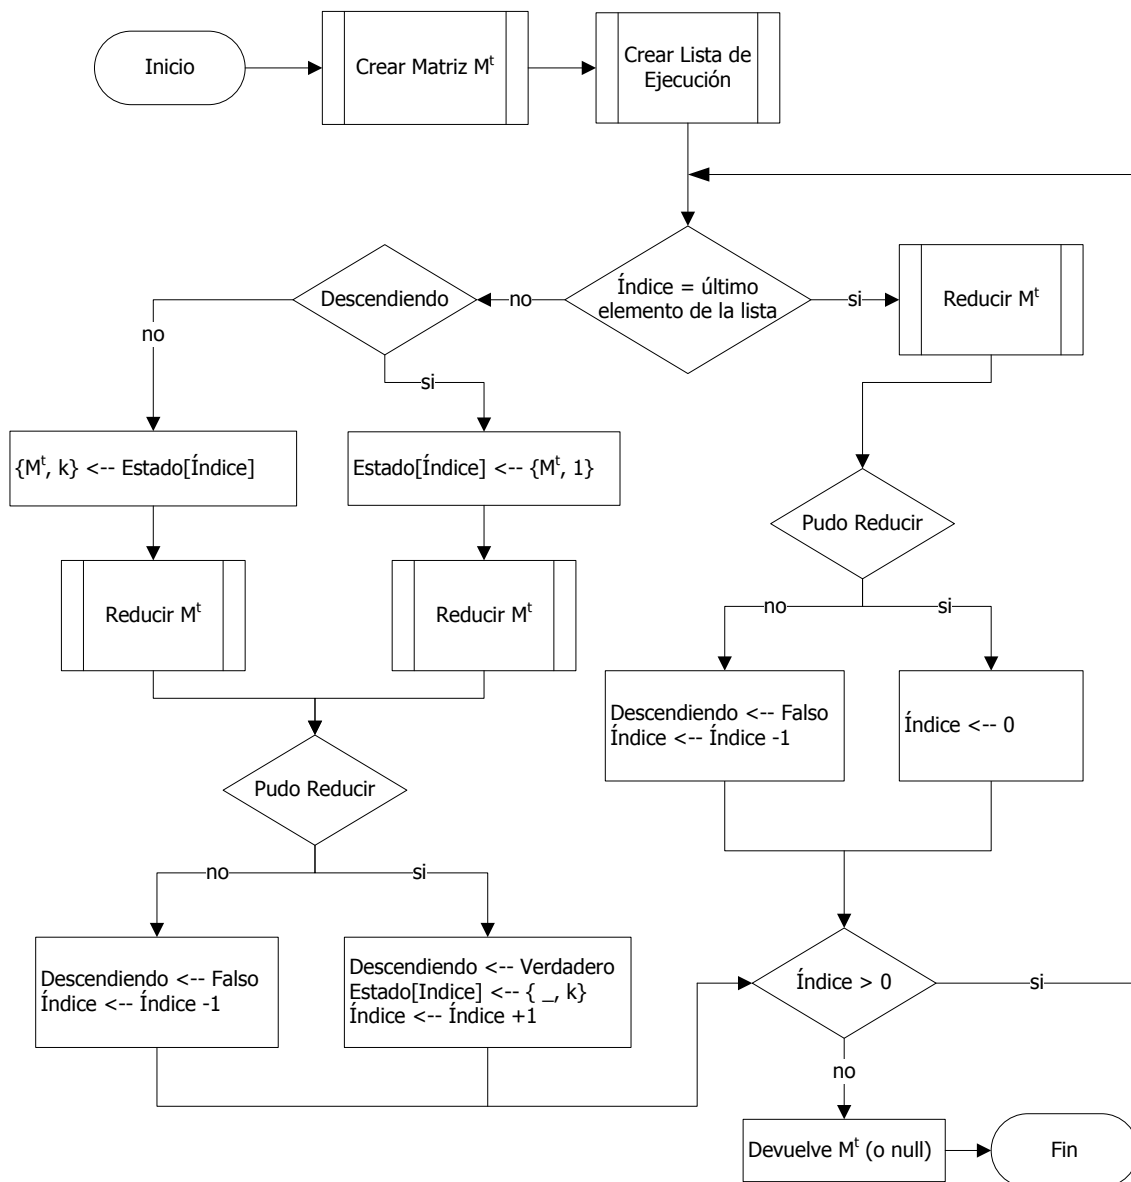 Inicio
Crear Matriz Mᵗ
Crear Lista de
Ejecución
Descendiendo
no
Índice = último
elemento de la lista
si
Reducir Mᵗ
no
si
{Mᵗ, k} <-- Estado[Índice]
Estado[Índice] <-- {Mᵗ, 1}
Pudo Reducir
Reducir Mᵗ
Reducir Mᵗ
no
si
Descendiendo <-- Falso
Índice <-- Índice -1
Índice <-- 0
Pudo Reducir
no
si
Descendiendo <-- Falso
Índice <-- Índice -1
Descendiendo <-- Verdadero
Estado[Indice] <-- { _, k}
Índice <-- Índice +1
Índice > 0
si
no
Devuelve Mᵗ (o null)
Fin